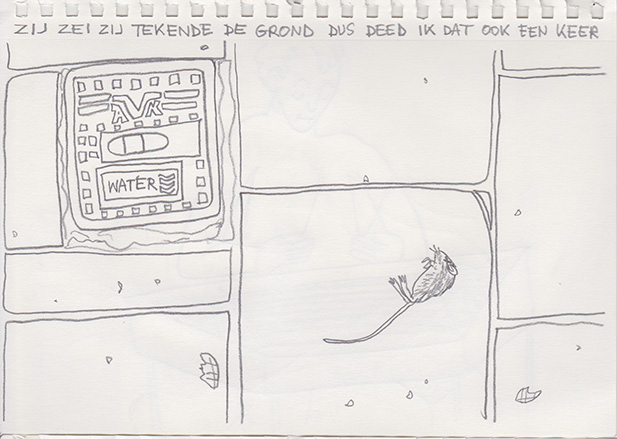 ZIJ ZEI ZIJ TEKENDE DE GROND DUS DEED IK DAT OOK EEN KEER
AVK
WATER